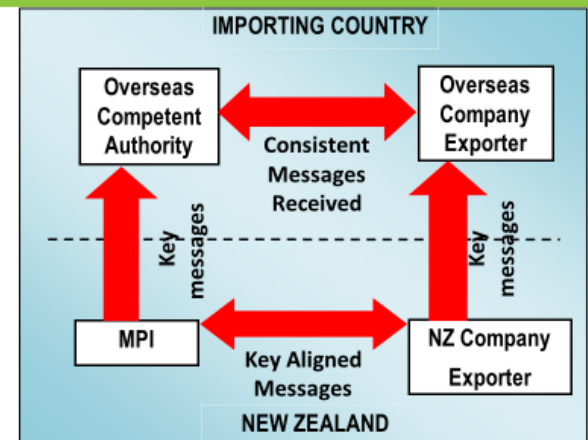 IMPORTING COUNTRY
Overseas
Competent
Authority
Overseas
Company
Exporter
Consistent
Messages
Received
Key
messages
Key
messages
MPI
NZ Company
Exporter
Key Aligned
Messages
NEW ZEALAND